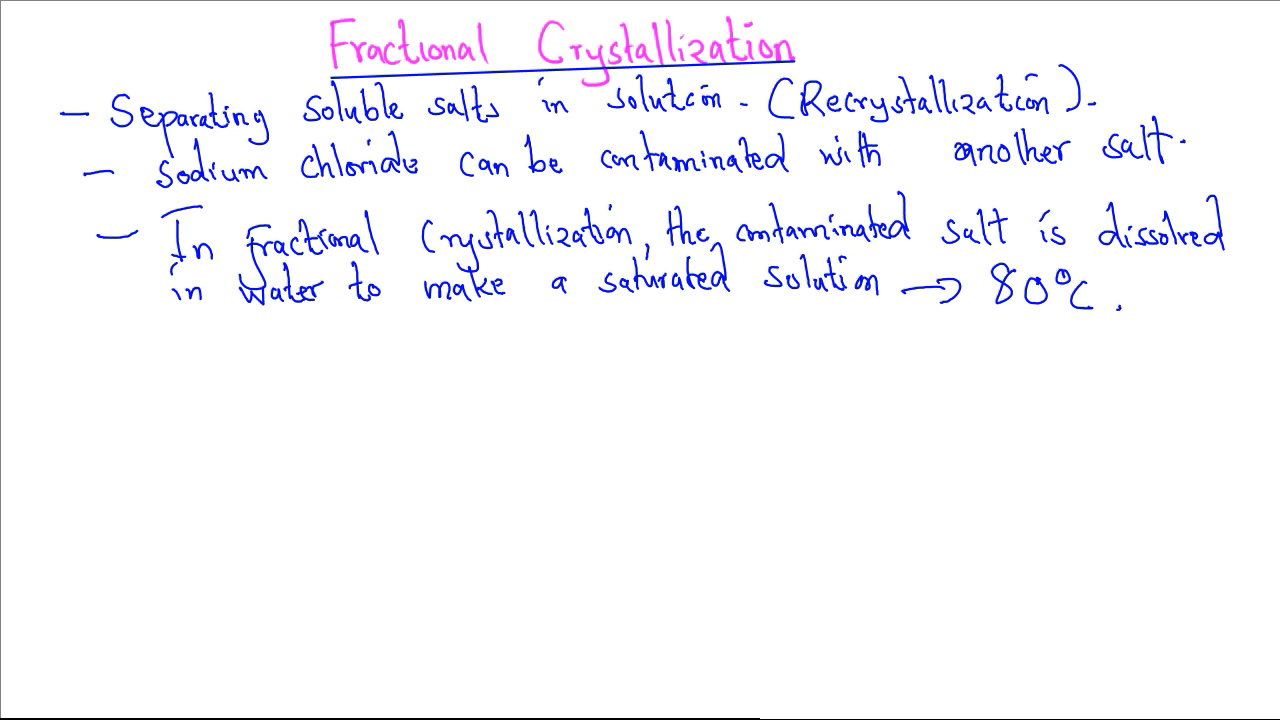 Fractional Crystallization
- Separating soluble salts in solution. (Recrystallization).
- Sodium chloride can be contaminated with another salt.
- In fractional crystallization, the contaminated salt is dissolved
in water to make a saturated solution → 80°C.